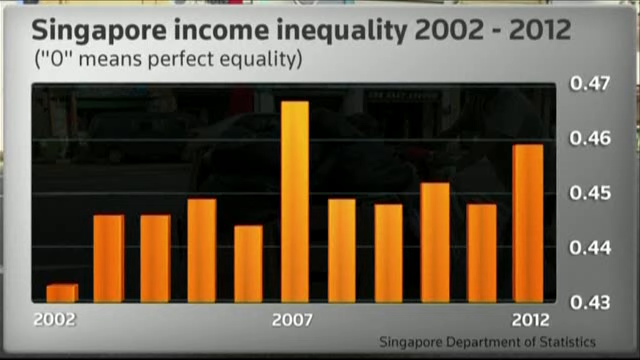 Singapore income inequality 2002 - 2012
("0" means perfect equality)
0.47
0.46
0.45
0.44
0.43
2002
2007
2012
Singapore Department of Statistics